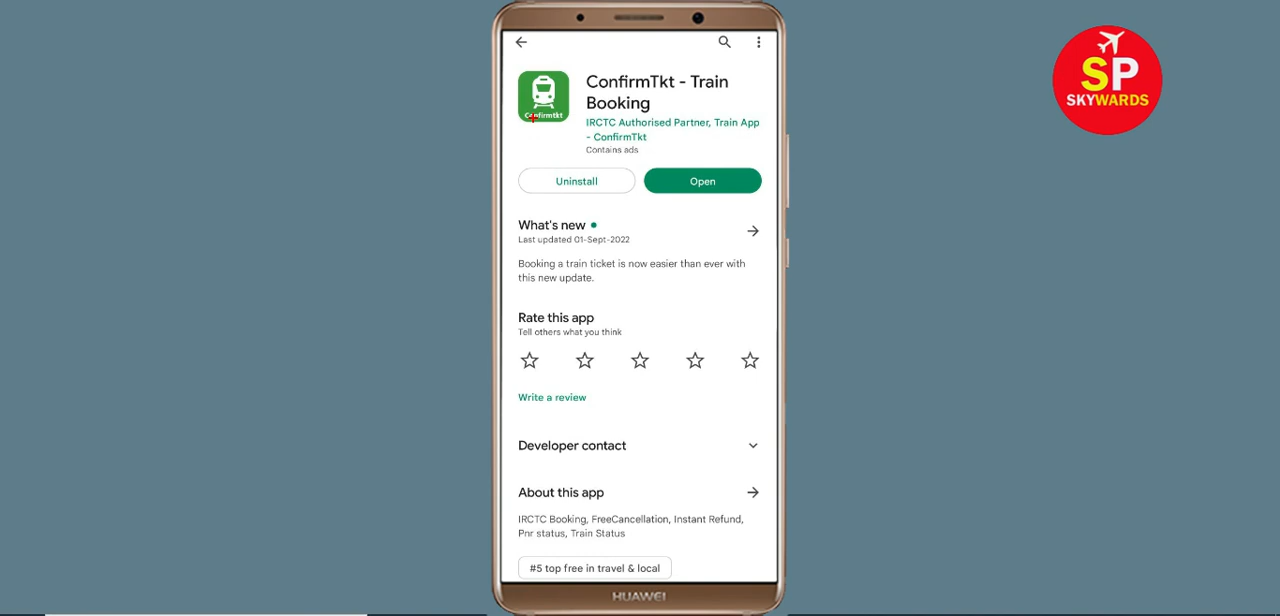 SP
SKYWARDS
ConfirmTkt - Train
Booking
IRCTC Authorised Partner, Train App
- ConfirmTkt
Contains ads
Confirmtkt
Uninstall
Open
What's new
Last updated 01-Sept-2022
Booking a train ticket is now easier than ever with
this new update.
Rate this app
Tell others what you think
Write a review
Developer contact
About this app
IRCTC Booking, FreeCancellation, Instant Refund,
Pnr status, Train Status
#5 top free in travel & local
HUAWEI